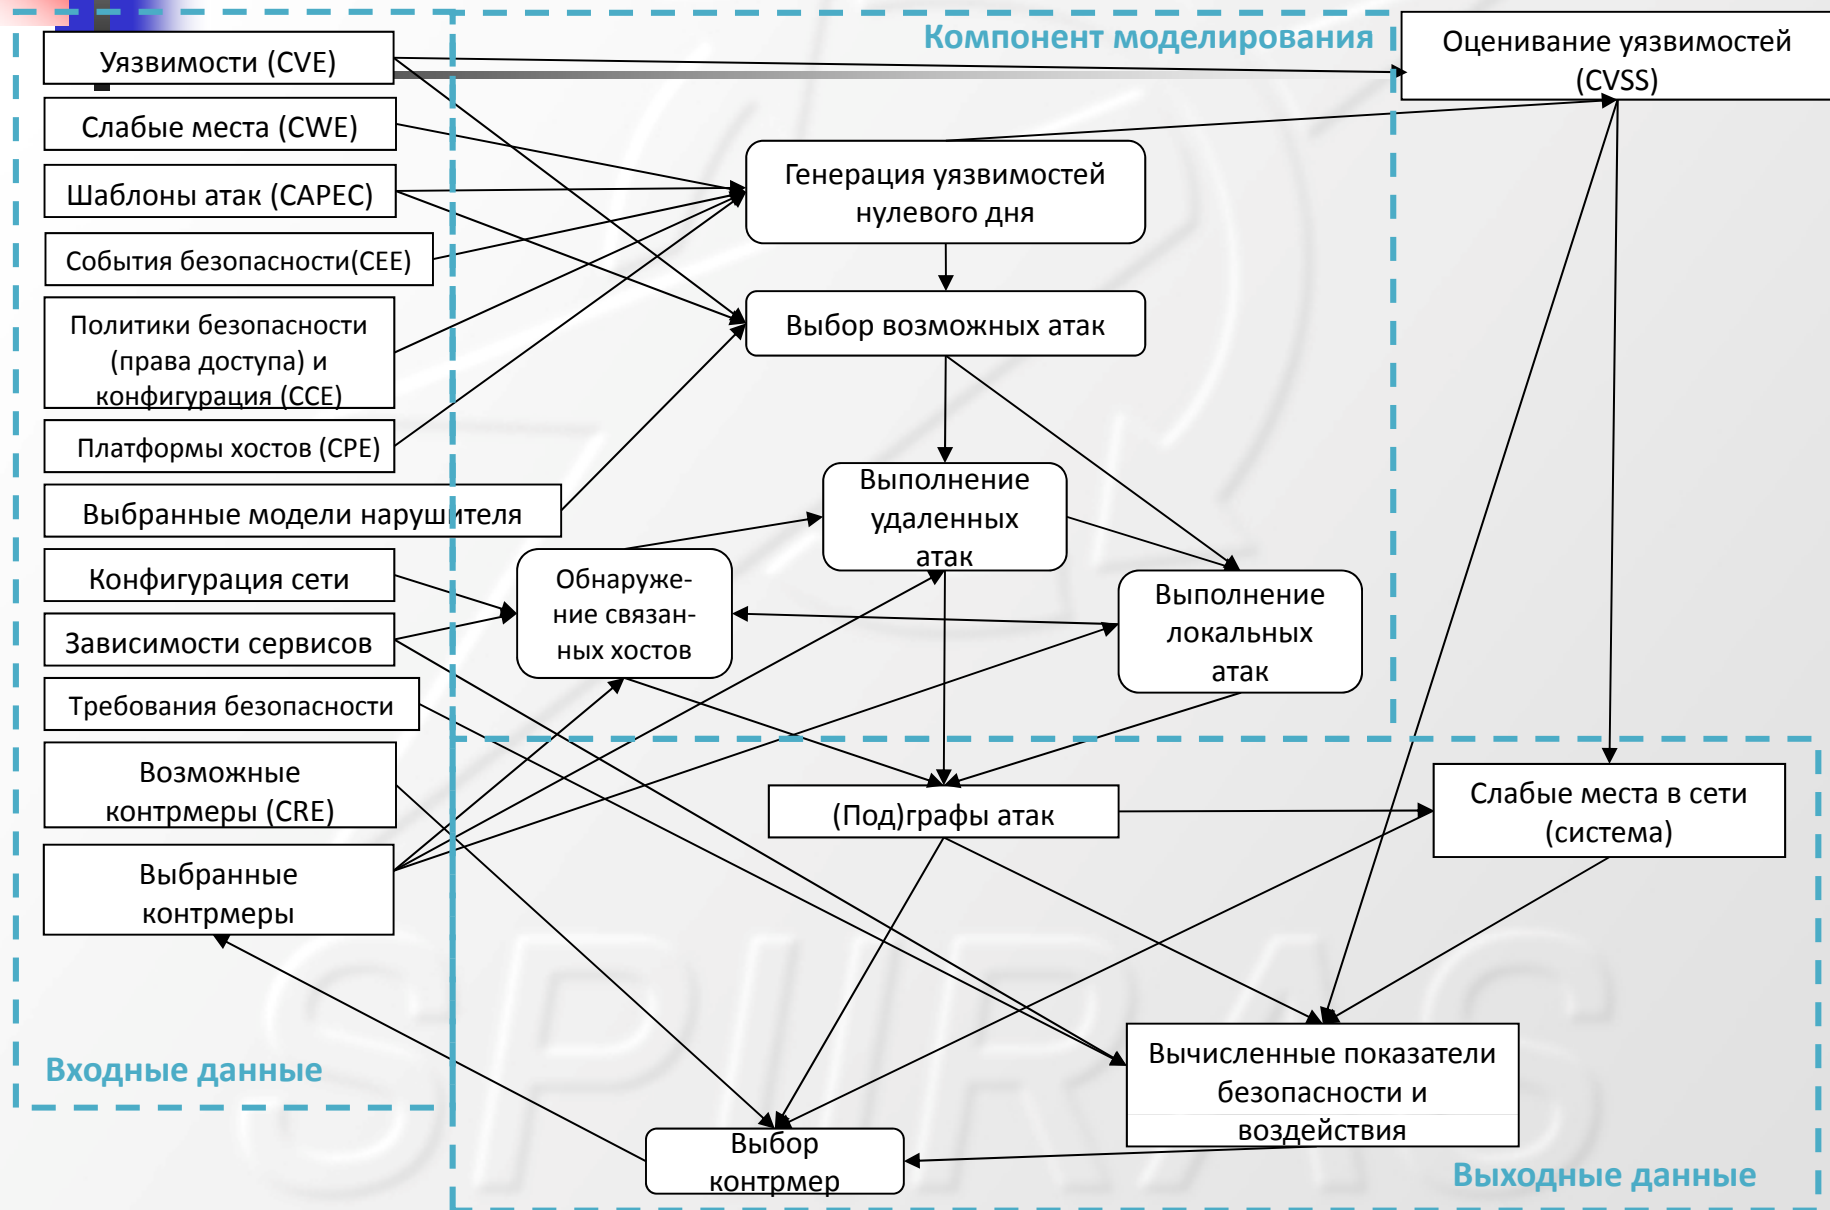 Компонент моделирования
Оценивание уязвимостей
(CVSS)
Уязвимости (CVE)
Слабые места (CWE)
Шаблоны атак (CAPEC)
События безопасности(CEE)
Политики безопасности
(права доступа) и
конфигурация (CCE)
Платформы хостов (CPE)
Выбранные модели нарушителя
Конфигурация сети
Зависимости сервисов
Требования безопасности
Возможные
контрмеры (CRE)
Выбранные
контрмеры
Входные данные
Генерация уязвимостей
нулевого дня
Выбор возможных атак
Выполнение
удаленных
атак
Обнаруже-
ние связан-
ных хостов
Выполнение
локальных
атак
(Под)графы атак
Слабые места в сети
(система)
Вычисленные показатели
безопасности и
воздействия
Выбор
контрмер
Выходные данные
SPIIRAS